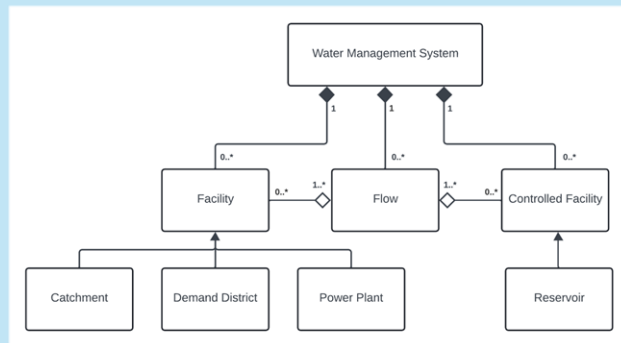 Water Management System
1
1
1
0..*
0..*
0..*
Facility
0..*
1..*
Flow
1..*
0..*
Controlled Facility
Catchment
Demand District
Power Plant
Reservoir